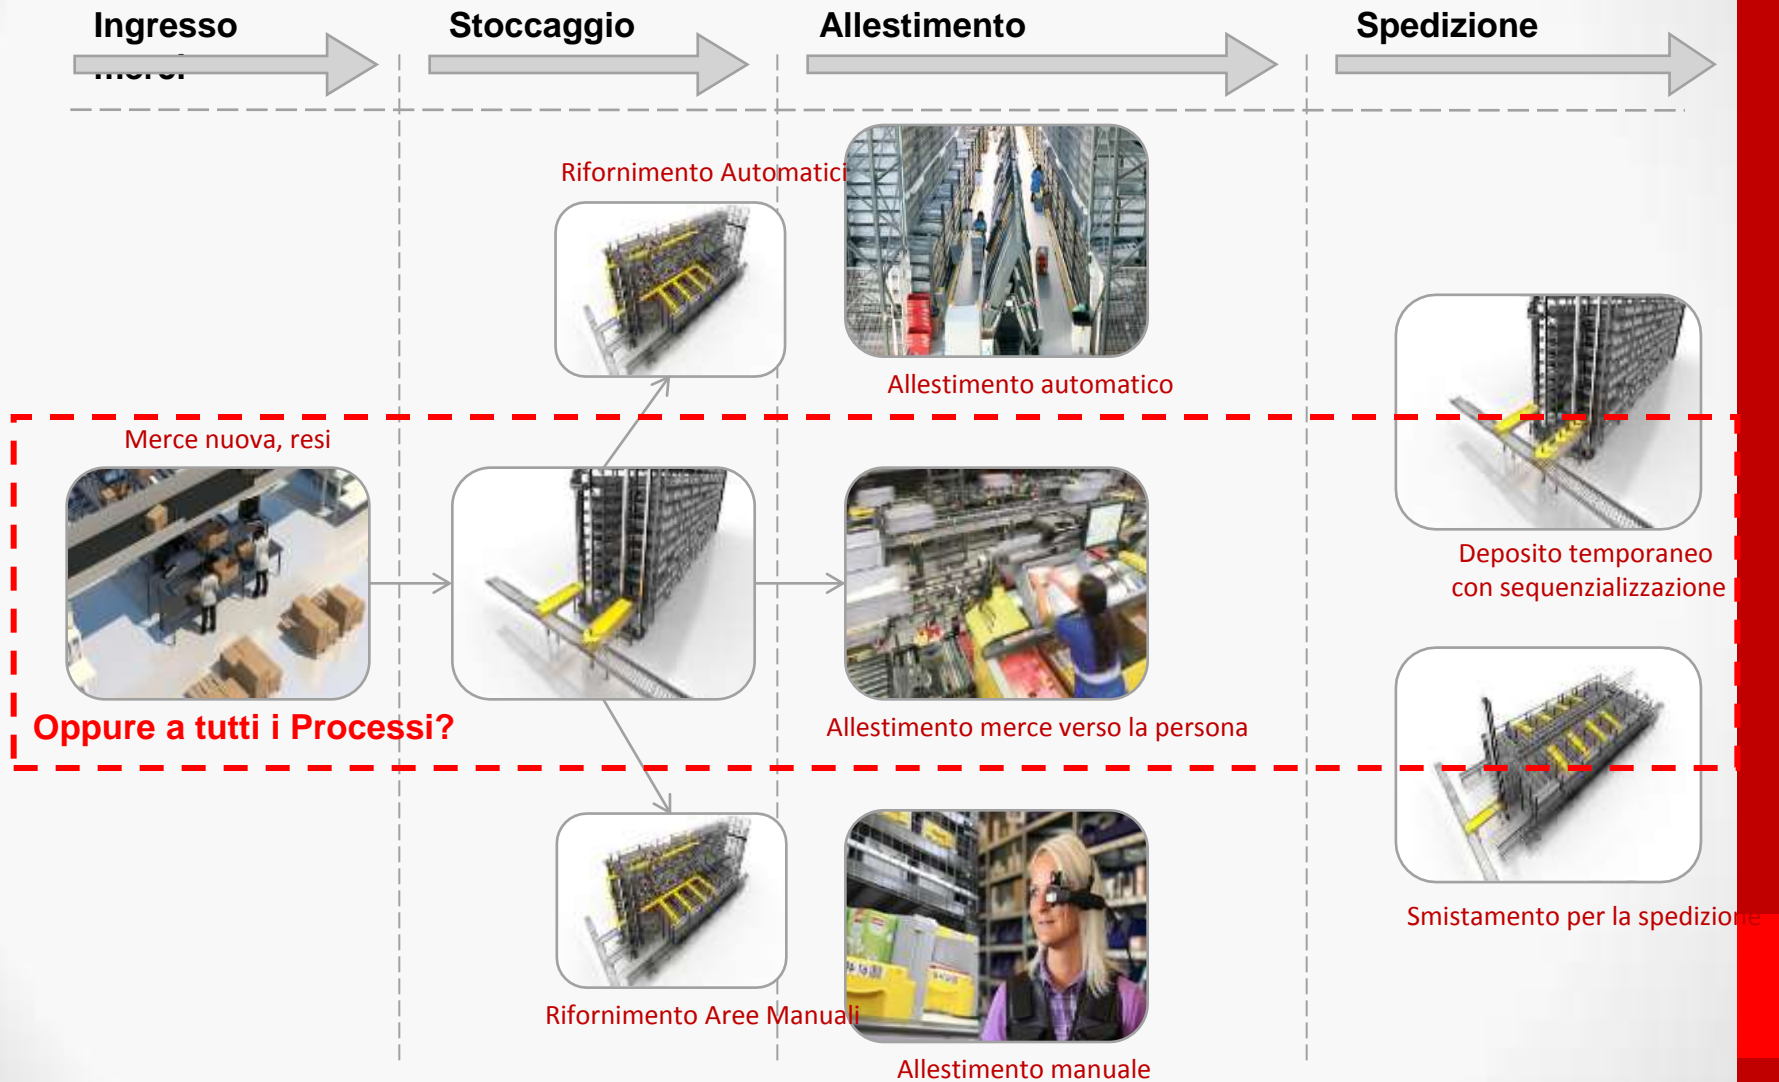 Ingresso
merci
Stoccaggio
Allestimento
Spedizione
Rifornimento Automatici
Allestimento automatico
Merce nuova, resi
Deposito temporaneo
con sequenzializzazione
Oppure a tutti i Processi?
Allestimento merce verso la persona
Smistamento per la spedizione
Rifornimento Aree Manuali
Allestimento manuale